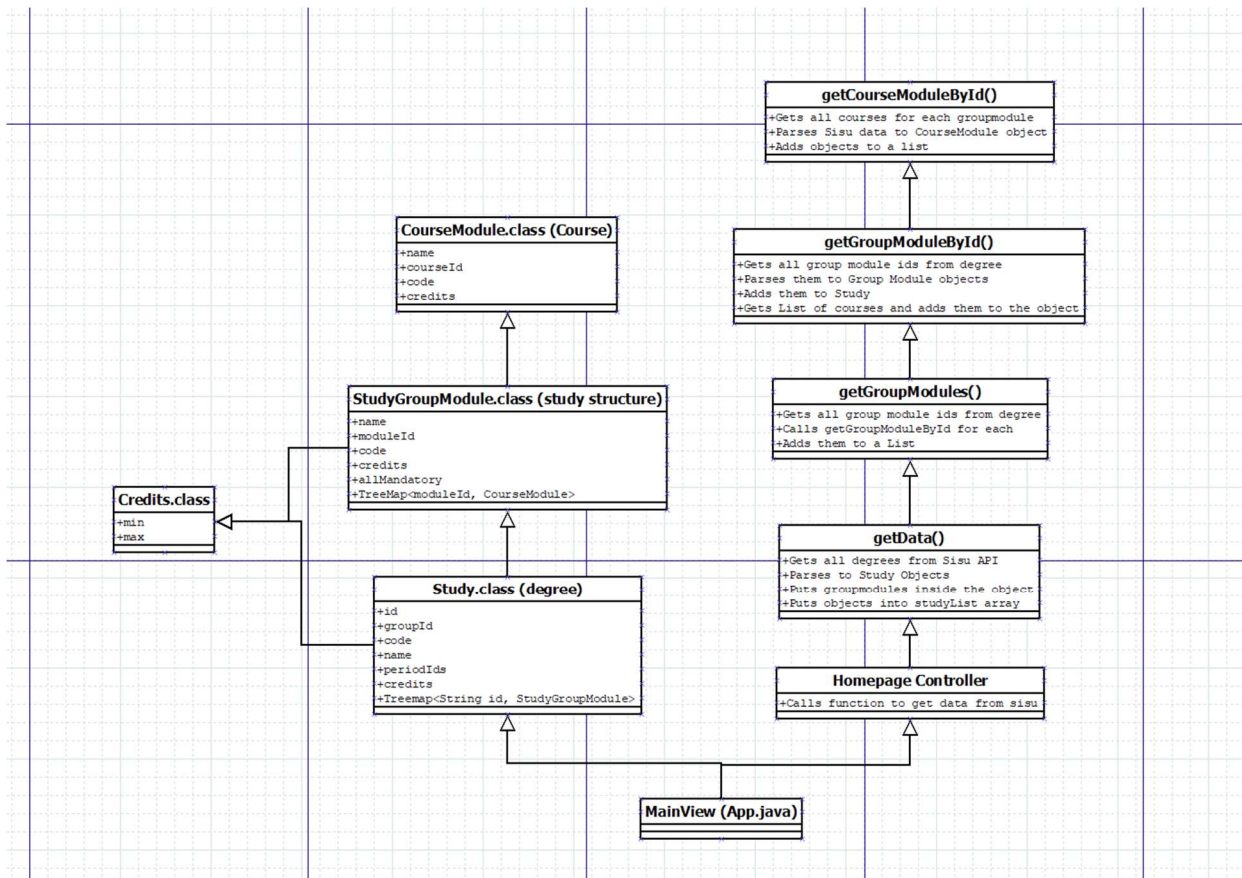 getCourseModuleById()
+Gets all courses for each groupmodule
+Parses Sisu data to CourseModule object
+Adds objects to a list
CourseModule.class (Course)
+name
+courseId
+code
+credits
getGroupModuleById()
+Gets all group module ids from degree
+Parses them to Group Module objects
+Adds them to Study
+Gets List of courses and adds them to the object
StudyGroupModule.class (study structure)
+name
+moduleId
+code
+credits
+allMandatory
+TreeMap<moduleId, CourseModule>
getGroupModules()
+Gets all group module ids from degree
+Calls getGroupModuleById for each
+Adds them to a List
Credits.class
+min
+max
getData()
+Gets all degrees from Sisu API
+Parses to Study Objects
+Puts groupmodules inside the object
+Puts objects into studyList array
Study.class (degree)
+id
+groupId
+code
+name
+periodIds
+credits
+Treemap<String id, StudyGroupModule>
Homepage Controller
+Calls function to get data from sisu
MainView (App.java)